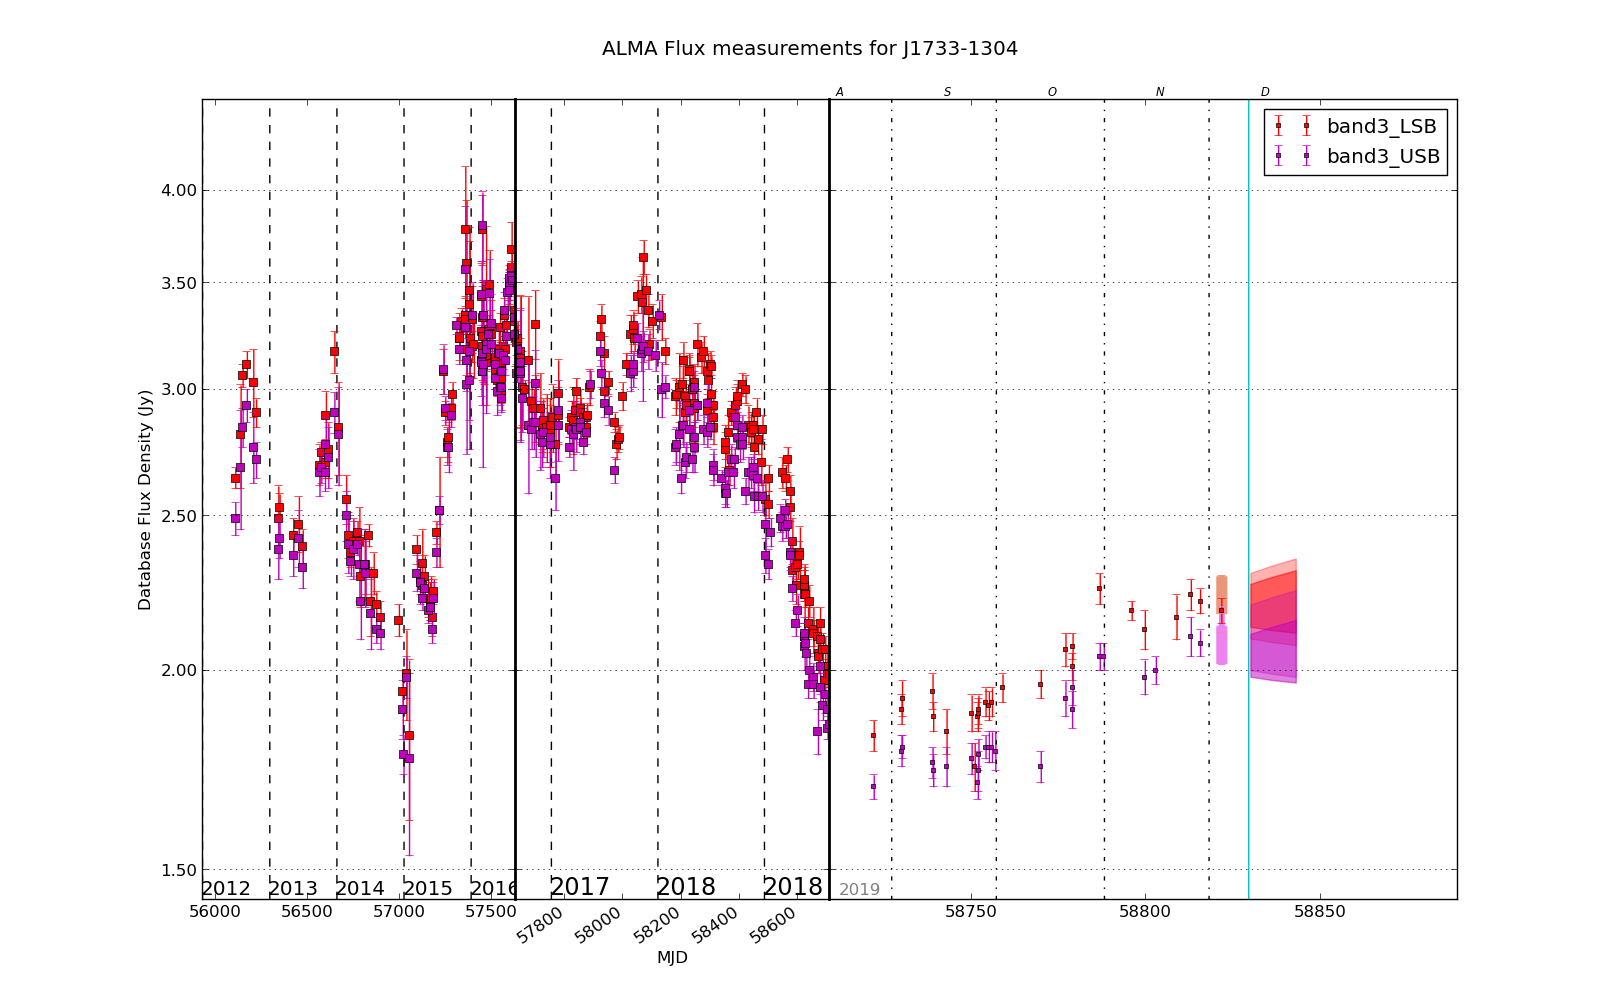 ALMA Flux measurements for J1733-1304
A S O N D
band3_LSB
band3_USB
4.00
3.50
3.00
2.50
2.00
1.50
Database Flux Density (Jy)
2012 2013 2014 2015 2016 2017 2018 2018 2019
56000 56500 57000 57500 57800 58000 58200 58400 58600 58750 58800 58850
MJD